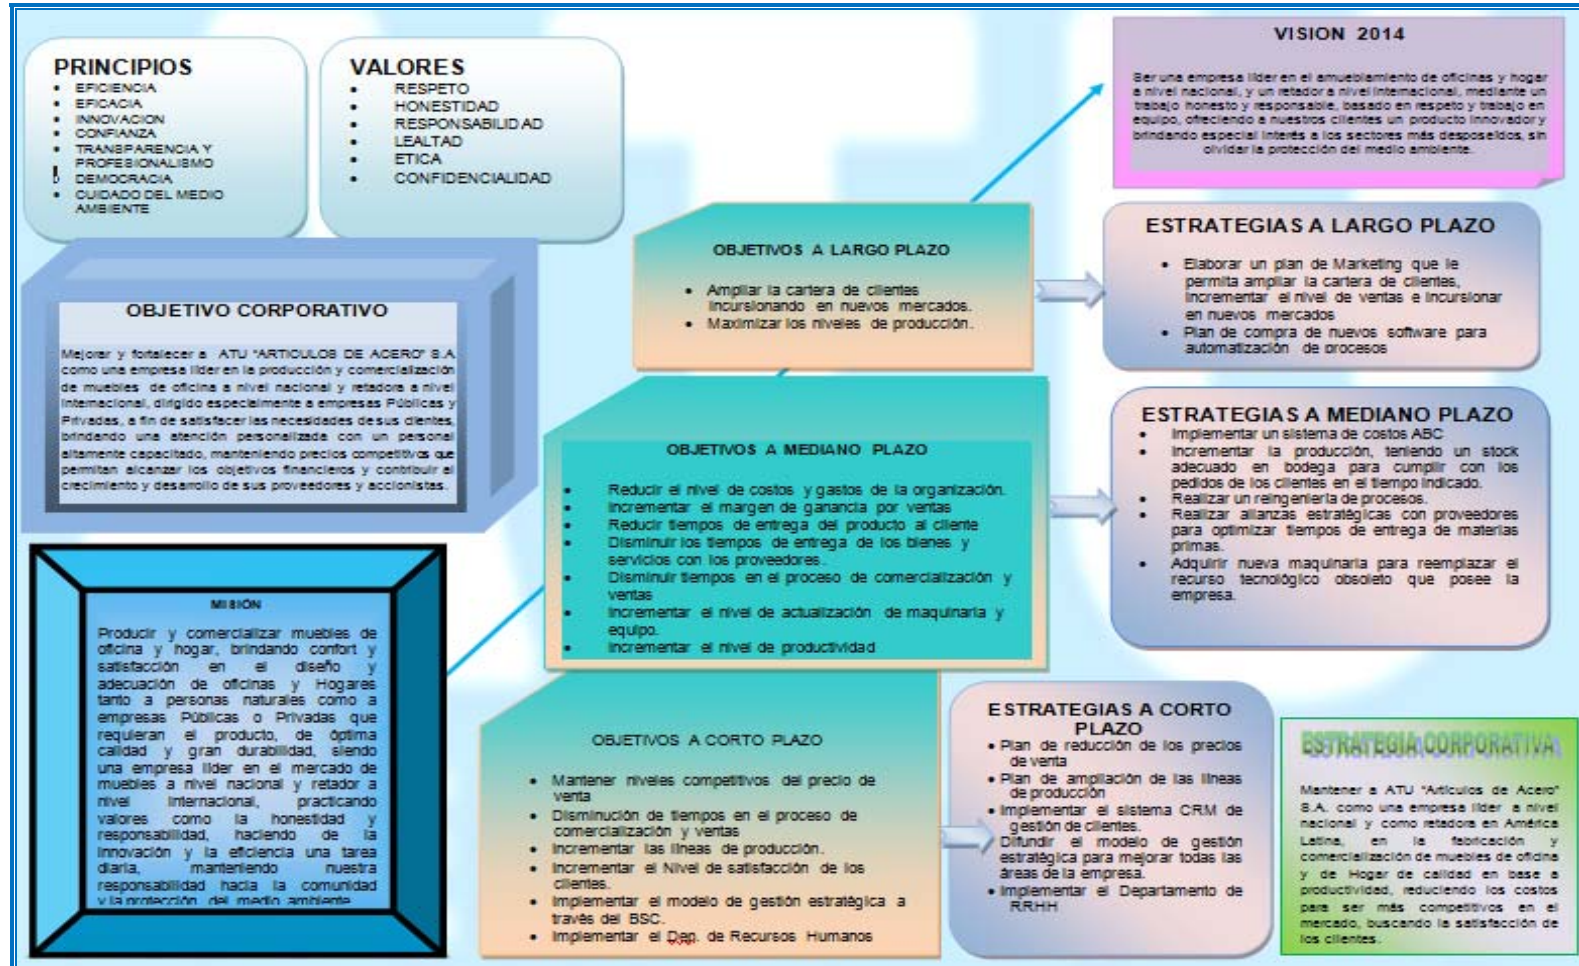 PRINCIPIOS
• EFICIENCIA
• EFICACIA
• INNOVACION
• CONFIANZA
• TRANSPARENCIA Y
PROFESIONALISMO
• DEMOCRACIA
• CUIDADO DEL MEDIO
AMBIENTE
VALORES
• RESPETO
• HONESTIDAD
• RESPONSABILIDAD
• LEALTAD
• ETICA
• CONFIDENCIALIDAD
VISION 2014
Ser una empresa líder en el amueblamiento de oficinas y hogar
a nivel nacional, y un retador a nivel internacional, mediante un
trabajo honesto y responsable, basado en respeto y trabajo en
equipo, ofreciendo a nuestros clientes un producto innovador y
brindando especial interés a los sectores más desposeídos, sin
olvidar la protección del medio ambiente.
OBJETIVO CORPORATIVO
Mejorar y fortalecer a ATU "ARTICULOS DE ACERO" S.A
como una empresa líder en la producción y comercialización
de muebles de oficina a nivel nacional y retadora a nivel
internacional, dirigido especialmente a empresas Públicas y
Privadas, a fin de satisfacer las necesidades de sus clientes,
brindando una atención personalizada con un personal
altamente capacitado, manteniendo precios competitivos que
permitan alcanzar los objetivos financieros y contribuir al
crecimiento y desarrollo de sus proveedores y accionistas.
OBJETIVOS A LARGO PLAZO
• Ampliar la cartera de clientes
incursionando en nuevos mercados.
• Maximizar los niveles de producción.
ESTRATEGIAS A LARGO PLAZO
• Elaborar un plan de Marketing que le
permita ampliar la cartera de clientes,
incrementar el nivel de ventas e incursionar
en nuevos mercados
• Plan de compra de nuevos software para
automatización de procesos
OBJETIVOS A MEDIANO PLAZO
• Reducir el nivel de costos y gastos de la organización.
• Incrementar el margen de ganancia por ventas
• Reducir tiempos de entrega del producto al cliente
• Disminuir los tiempos de entrega de los bienes y
servicios con los proveedores.
• Disminuir tiempos en el proceso de comercialización y
ventas
• Incrementar el nivel de actualización de maquinaria y
equipo.
• Incrementar el nivel de productividad
ESTRATEGIAS A MEDIANO PLAZO
• Implementar un sistema de costos ABC
• Incrementar la producción, teniendo un stock
adecuado en bodega para cumplir con los
pedidos de los clientes en el tiempo indicado.
• Realizar un reingeniería de procesos.
• Realizar alianzas estratégicas con proveedores
para optimizar tiempos de entrega de materias
primas.
• Adquirir nueva maquinaria para reemplazar el
recurso tecnológico obsoleto que posee la
empresa.
MISIÓN
Producir y comercializar muebles de
oficina y hogar, brindando confort y
satisfacción en el diseño y
adecuación de oficinas y Hogares
tanto a personas naturales como a
empresas Públicas o Privadas que
requieran el producto, de óptima
calidad y gran durabilidad, siendo
una empresa líder en el mercado de
muebles a nivel nacional y retador a
nivel internacional, practicando
valores como la honestidad y
responsabilidad, haciendo de la
innovación y la eficiencia una tarea
diaria, manteniendo nuestra
responsabilidad hacia la comunidad
y la protección del medio ambiente
OBJETIVOS A CORTO PLAZO
• Mantener niveles competitivos del precio de
venta
• Disminución de tiempos en el proceso de
comercialización y ventas
• Incrementar las líneas de producción.
• Incrementar el Nivel de satisfacción de los
clientes.
• Implementar el modelo de gestión estratégica a
través del BSC.
• Implementar el Dep. de Recursos Humanos
ESTRATEGIAS A CORTO
PLAZO
• Plan de reducción de los precios
de venta
• Plan de ampliación de las líneas
de producción
• Implementar el sistema CRM de
gestión de clientes.
• Difundir el modelo de gestión
estratégica para mejorar todas las
áreas de la empresa.
• Implementar el Departamento de
RRHH
ESTRATEGIA CORPORATIVA
Mantener a ATU "Artículos de Acero"
S.A. como una empresa líder a nivel
nacional y como retadora en América
Latina, en la fabricación y
comercialización de muebles de oficina
y de Hogar de calidad en base a
productividad, reduciendo los costos
para ser más competitivos en el
mercado, buscando la satisfacción de
los clientes.